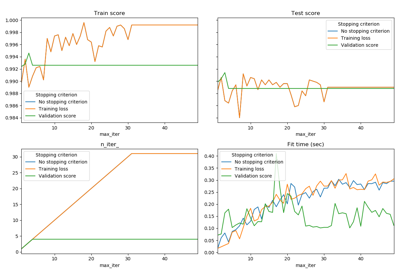 Train score
1.000
0.998
0.996
0.994
0.992
0.990
0.988
0.986
0.984
Stopping criterion
No stopping criterion
Training loss
Validation score
10 20 30 40
max_iter
Test score
Stopping criterion
No stopping criterion
Training loss
Validation score
10 20 30 40
max_iter
n_iter_
30
25
20
15
10
5
0
Stopping criterion
No stopping criterion
Training loss
Validation score
10 20 30 40
max_iter
Fit time (sec)
0.40
0.35
0.30
0.25
0.20
0.15
0.10
0.05
0.00
Stopping criterion
No stopping criterion
Training loss
Validation score
10 20 30 40
max_iter